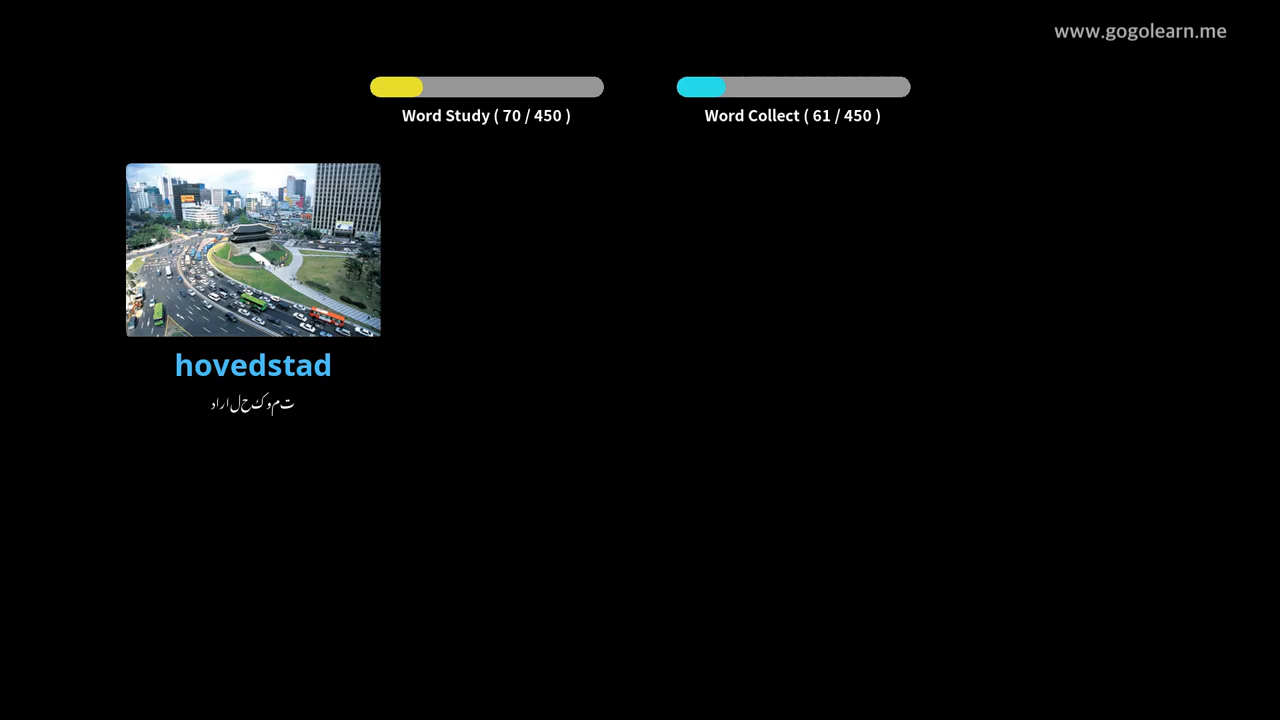 www.gogolearn.me
Word Study ( 70 / 450 )
Word Collect ( 61 / 450 )
hovedstad
دارالحکومت